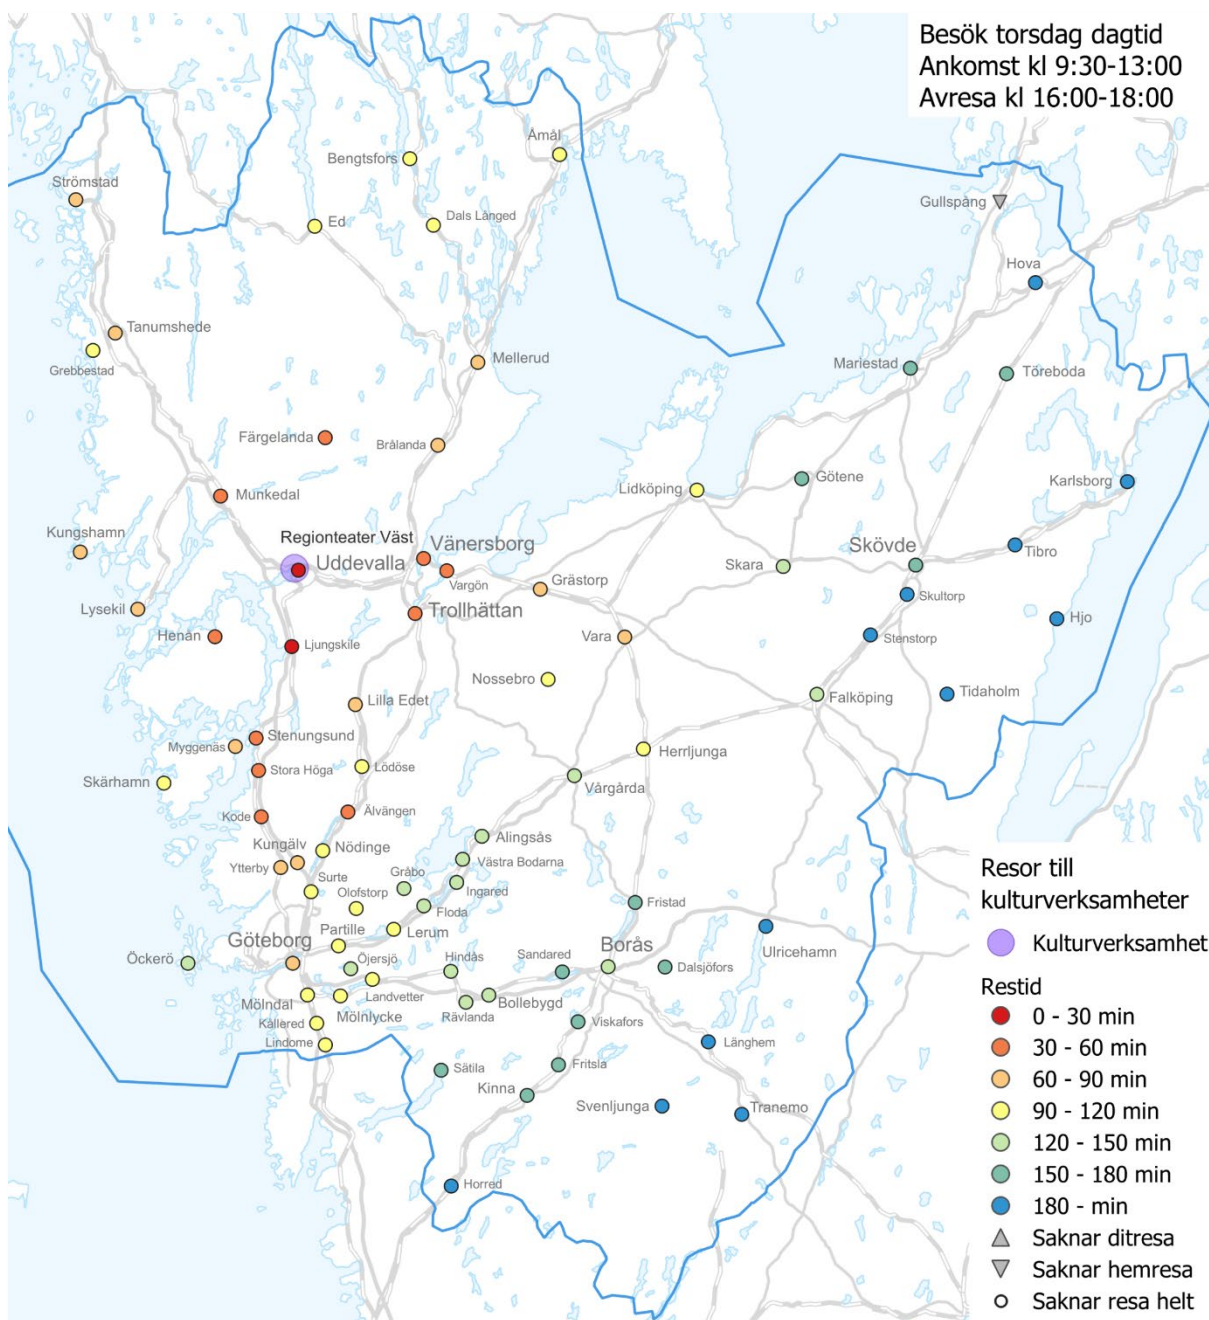 Besök torsdag dagtid
Ankomst kl 9:30-13:00
Avresa kl 16:00-18:00
Åmål
Bengtsfors
Strömstad
Gullspång
Ed
Dals Långed
Hova
Tanumshede
Grebbestad
Mellerud
Mariestad
Töreboda
Färgelanda
Brålanda
Munkedal
Lidköping
Götene
Karlsborg
Kungshamn
Regionteater Väst
Uddevalla
Vänersborg
Vargön
Grästorp
Skara
Skövde
Tibro
Skultorp
Lysekil
Henån
Trollhättan
Ljungskile
Vara
Stenstorp
Hjo
Nossebro
Tidaholm
Falköping
Lilla Edet
Stenungsund
Myggenäs
Herrljunga
Stora Höga
Lödöse
Skärhamn
Vårgårda
Kode
Älvängen
Alingsås
Kungälv
Nödinge
Ytterby
Västra Bodarna
Surte
Gråbo
Ingared
Olofstorp
Floda
Fristad
Partille
Lerum
Göteborg
Ulricehamn
Öckerö
Öjersjö
Hindås
Sandared
Borås
Dalsjöfors
Landvetter
Mölndal
Mölnlycke
Rävlanda
Bollebygd
Kållered
Viskafors
Lindome
Länghem
Sätila
Fritsla
Kinna
Svenljunga
Tranemo
Horred
Resor till
kulturverksamheter
Kulturverksamhet
Restid
0 - 30 min
30 - 60 min
60 - 90 min
90 - 120 min
120 - 150 min
150 - 180 min
180 - min
Saknar ditresa
Saknar hemresa
Saknar resa helt